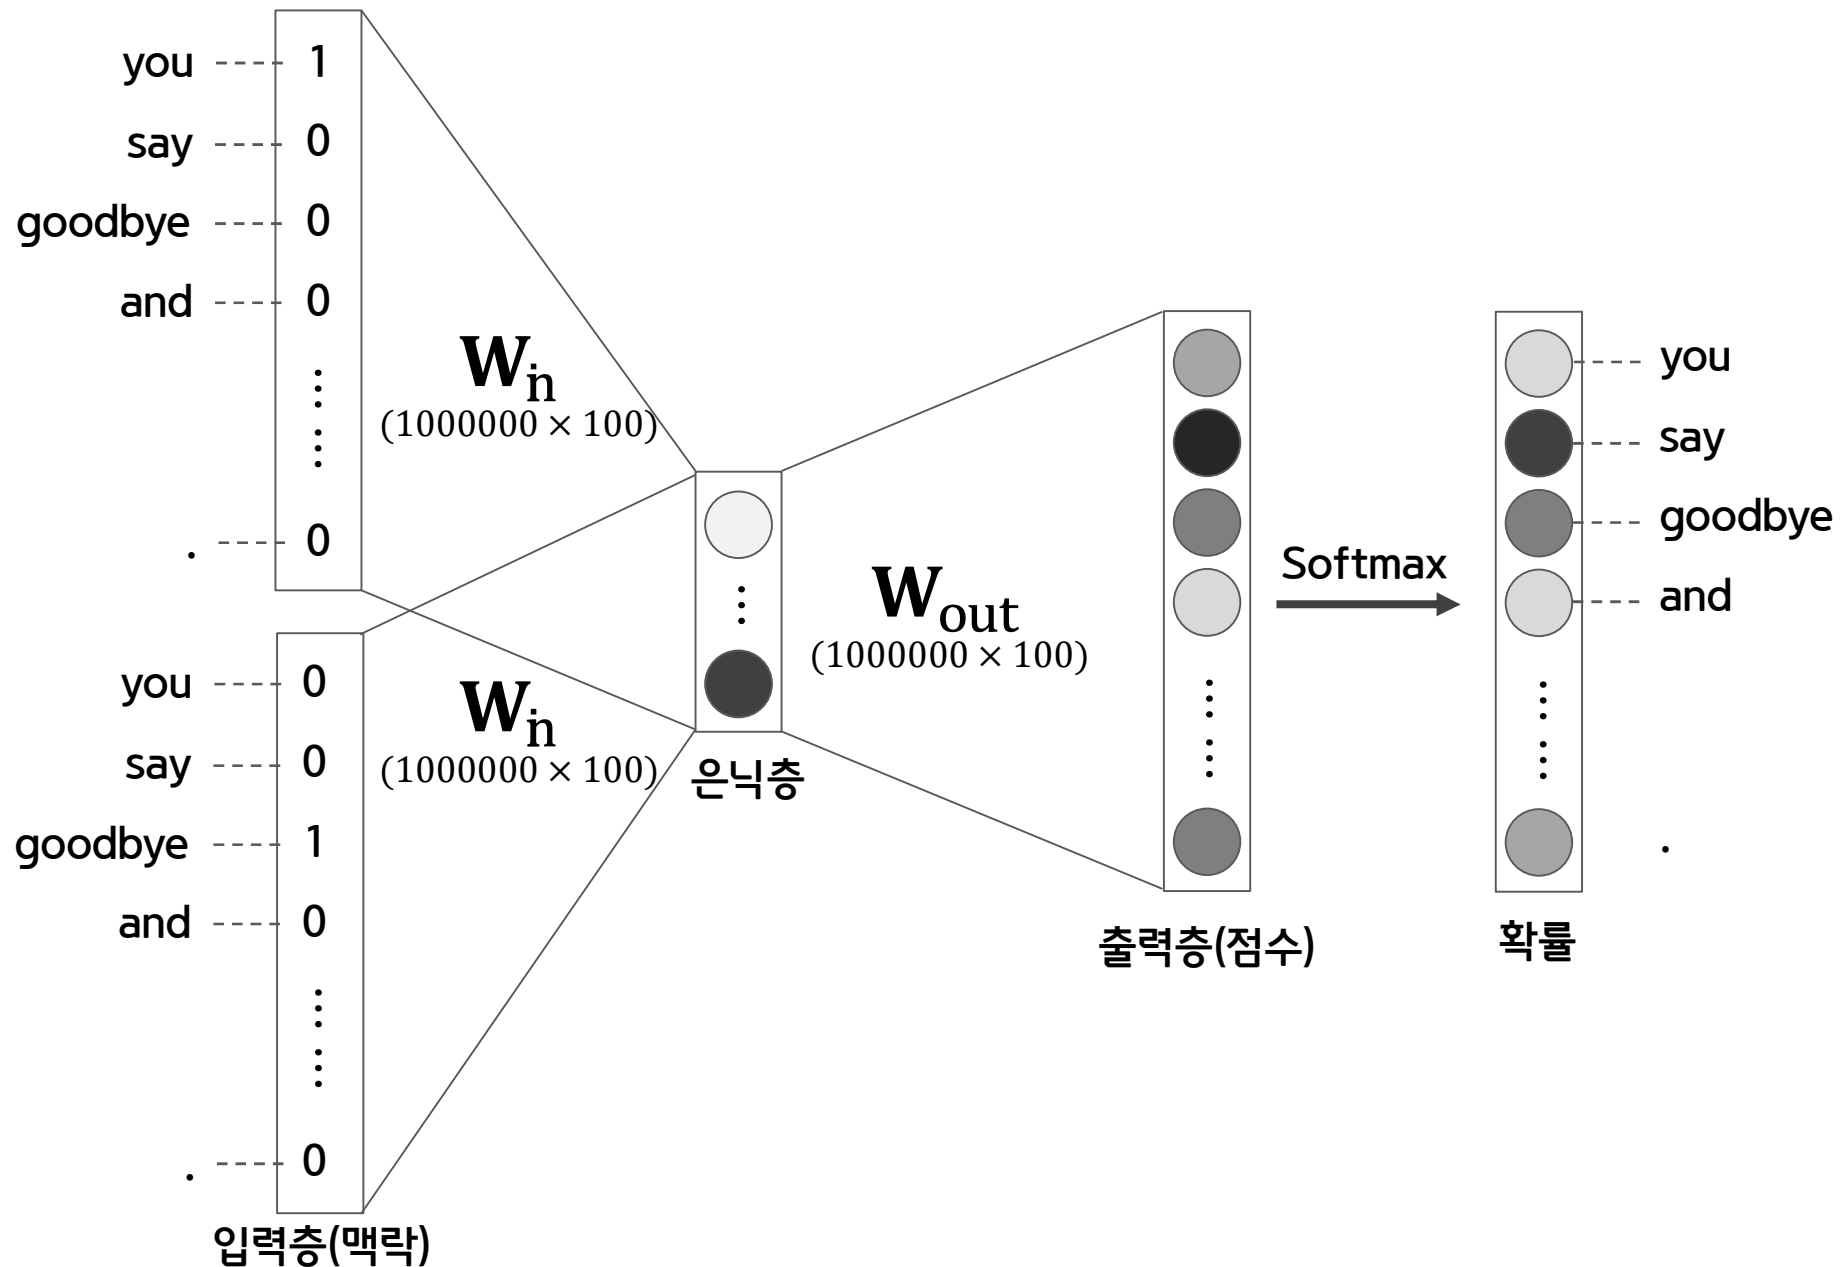 you 1
say 0
goodbye 0
and 0
W_in
(1000000 × 100)
. 0
you 0
say 0
goodbye 1
and 0
W_in
(1000000 × 100)
. 0
입력층(맥락)
은닉층
W_out
(1000000 × 100)
출력층(점수)
Softmax
you
say
goodbye
and
.
확률